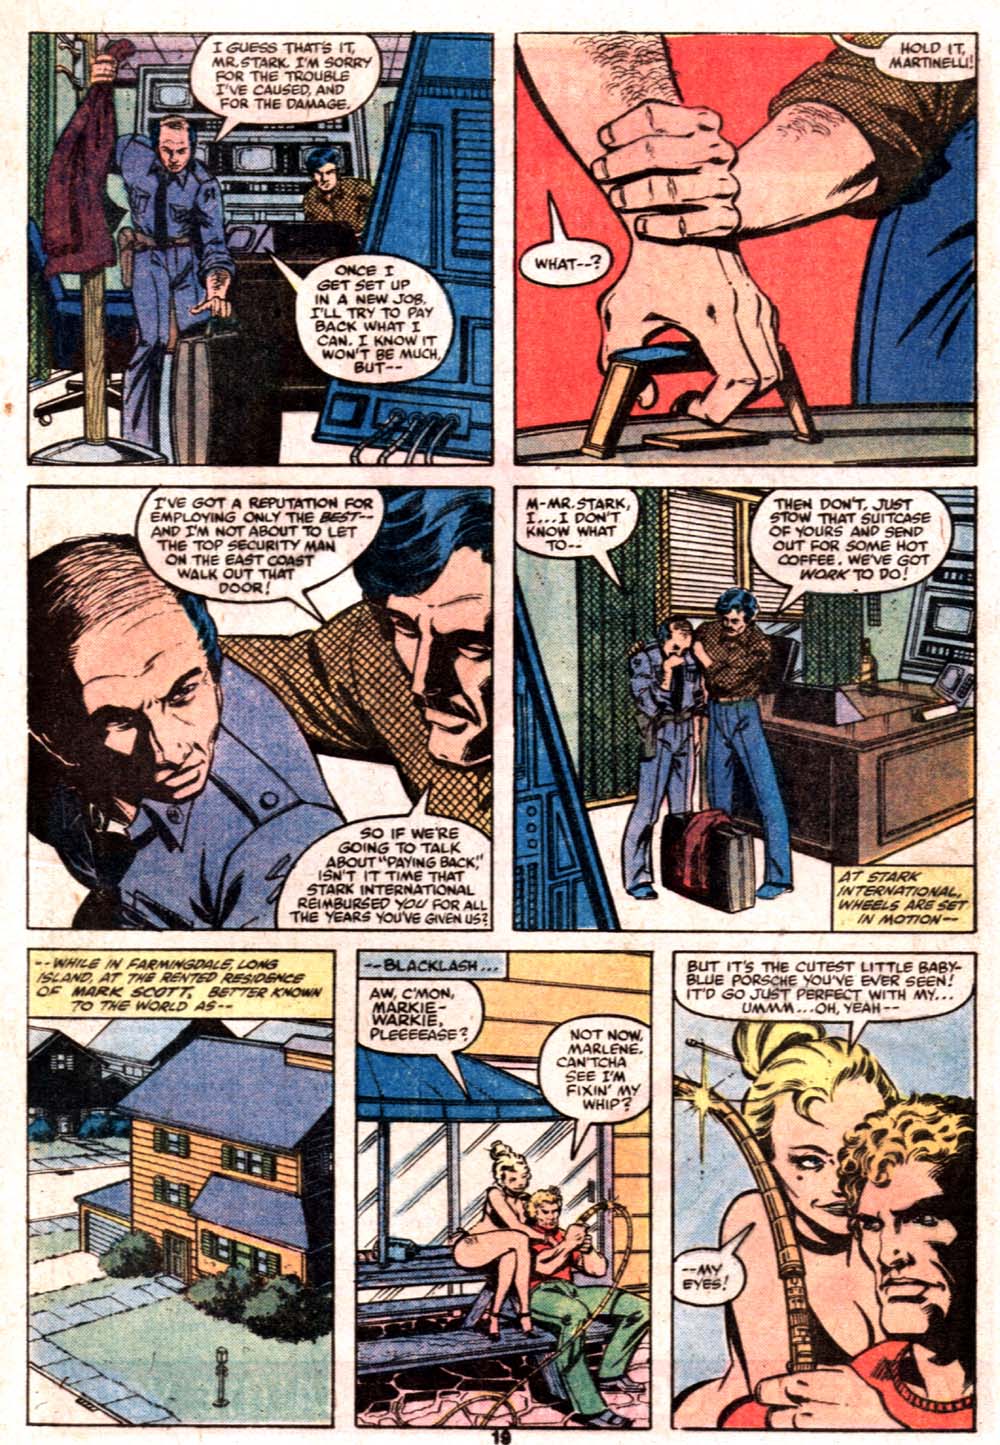 I GUESS THAT'S IT,
MR. STARK. I'M SORRY
FOR THE TROUBLE
I'VE CAUSED, AND
FOR THE DAMAGE.
ONCE I
GET SET UP
IN A NEW JOB,
I'LL TRY TO PAY
BACK WHAT I
CAN. I KNOW IT
WON'T BE MUCH,
BUT--
HOLD IT,
MARTINELLI!
WHAT--?
I'VE GOT A REPUTATION FOR
EMPLOYING ONLY THE BEST--
AND I'M NOT ABOUT TO LET
THE TOP SECURITY MAN
ON THE EAST COAST
WALK OUT THAT
DOOR!
SO IF WE'RE
GOING TO TALK
ABOUT "PAYING BACK,"
ISN'T IT TIME THAT
STARK INTERNATIONAL
REIMBURSED YOU FOR ALL
THE YEARS YOU'VE GIVEN US?
M-MR. STARK,
I...I DON'T
KNOW WHAT
TO--
THEN DON'T. JUST
STOW THAT SUITCASE
OF YOURS AND SEND
OUT FOR SOME HOT
COFFEE. WE'VE GOT
WORK TO DO!
AT STARK
INTERNATIONAL,
WHEELS ARE SET
IN MOTION--
--WHILE IN FARMINGDALE, LONG
ISLAND, AT THE RENTED RESIDENCE
OF MARK SCOTT, BETTER KNOWN
TO THE WORLD AS--
--BLACKLASH...
AW, C'MON,
MARKIE-
WARKIE,
PLEEEEASE?
NOT NOW,
MARLENE.
CAN'TCHA
SEE I'M
FIXIN' MY
WHIP?
BUT IT'S THE CUTEST LITTLE BABY-
BLUE PORSCHE YOU'VE EVER SEEN!
IT'D GO JUST PERFECT WITH MY...
UMMM...OH, YEAH--
--MY
EYES!
19